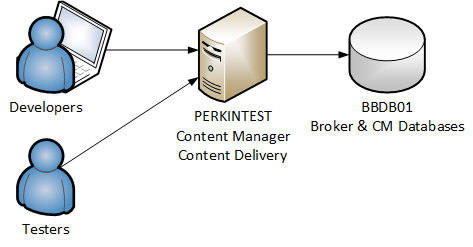 Developers
PERKINTEST
Content Manager
Content Delivery
BBDB01
Broker & CM Databases
Testers